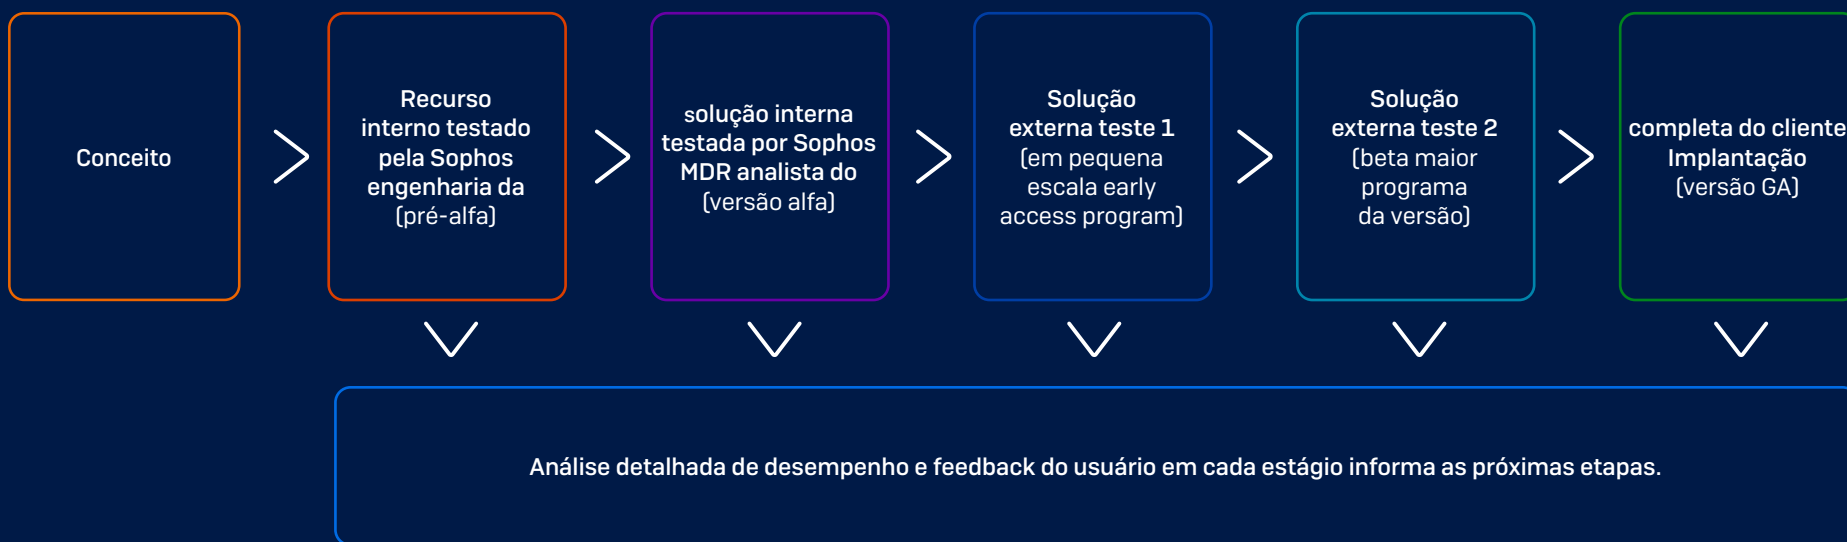 Conceito
Recurso
interno testado
pela Sophos
engenharia da
(pré-alfa)
solução interna
testada por Sophos
MDR analista do
(versão alfa)
Solução
externa teste 1
(em pequena
escala early
access program)
Solução
externa teste 2
(beta maior
programa
da versão)
completa do cliente
Implantação
(versão GA)
Análise detalhada de desempenho e feedback do usuário em cada estágio informa as próximas etapas.